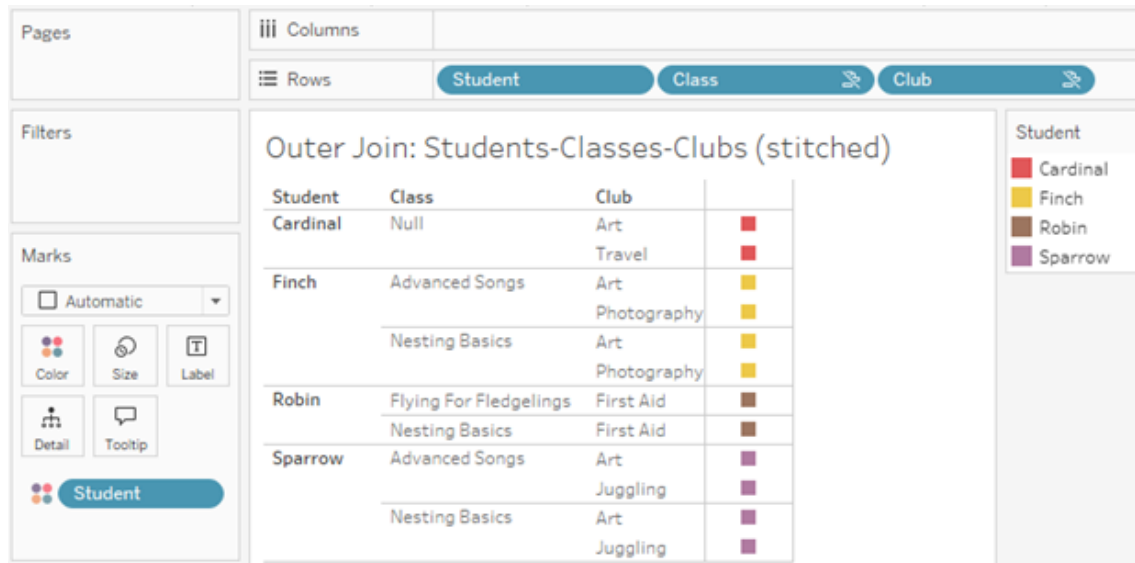 Pages
Columns
Rows Student Class Club
Filters
Outer Join: Students-Classes-Clubs (stitched)
Student Class Club
Cardinal Null Art
Travel
Finch Advanced Songs Art
Photography
Nesting Basics Art
Photography
Robin Flying For Fledgelings First Aid
Nesting Basics First Aid
Sparrow Advanced Songs Art
Juggling
Nesting Basics Art
Juggling
Marks
Automatic
Color Size T Label
Detail Tooltip
Student
Student
Cardinal
Finch
Robin
Sparrow